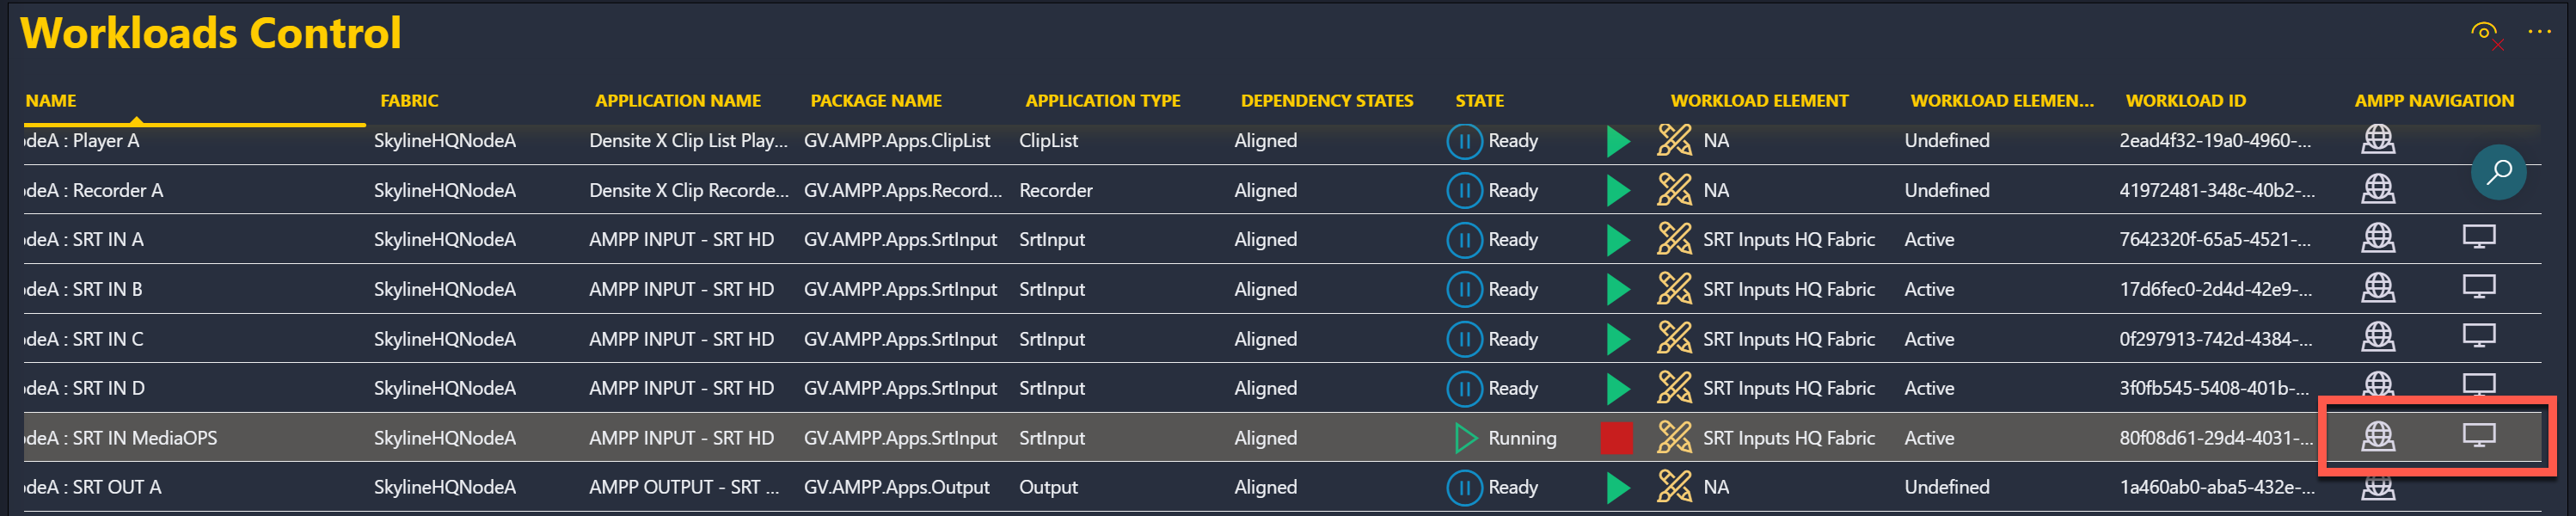 Workloads Control
NAME FABRIC APPLICATION NAME PACKAGE NAME APPLICATION TYPE DEPENDENCY STATES STATE WORKLOAD ELEMENT WORKLOAD ELEMEN... WORKLOAD ID AMPP NAVIGATION
odeA : Player A SkylineHQNodeA Densite X Clip List Play... GV.AMPP.Apps.ClipList ClipList Aligned Ready NA Undefined 2ead4f32-19a0-4960-...
odeA : Recorder A SkylineHQNodeA Densite X Clip Recorde... GV.AMPP.Apps.Record... Recorder Aligned Ready NA Undefined 41972481-348c-40b2-...
odeA : SRT IN A SkylineHQNodeA AMPP INPUT - SRT HD GV.AMPP.Apps.SrtInput SrtInput Aligned Ready SRT Inputs HQ Fabric Active 7642320f-65a5-4521-...
odeA : SRT IN B SkylineHQNodeA AMPP INPUT - SRT HD GV.AMPP.Apps.SrtInput SrtInput Aligned Ready SRT Inputs HQ Fabric Active 17d6fec0-2d4d-42e9-...
odeA : SRT IN C SkylineHQNodeA AMPP INPUT - SRT HD GV.AMPP.Apps.SrtInput SrtInput Aligned Ready SRT Inputs HQ Fabric Active 0f297913-742d-4384-...
odeA : SRT IN D SkylineHQNodeA AMPP INPUT - SRT HD GV.AMPP.Apps.SrtInput SrtInput Aligned Ready SRT Inputs HQ Fabric Active 3f0fb545-5408-401b-...
odeA : SRT IN MediaOPS SkylineHQNodeA AMPP INPUT - SRT HD GV.AMPP.Apps.SrtInput SrtInput Aligned Running SRT Inputs HQ Fabric Active 80f08d61-29d4-4031-...
odeA : SRT OUT A SkylineHQNodeA AMPP OUTPUT - SRT ... GV.AMPP.Apps.Output Output Aligned Ready NA Undefined 1a460ab0-aba5-432e-...